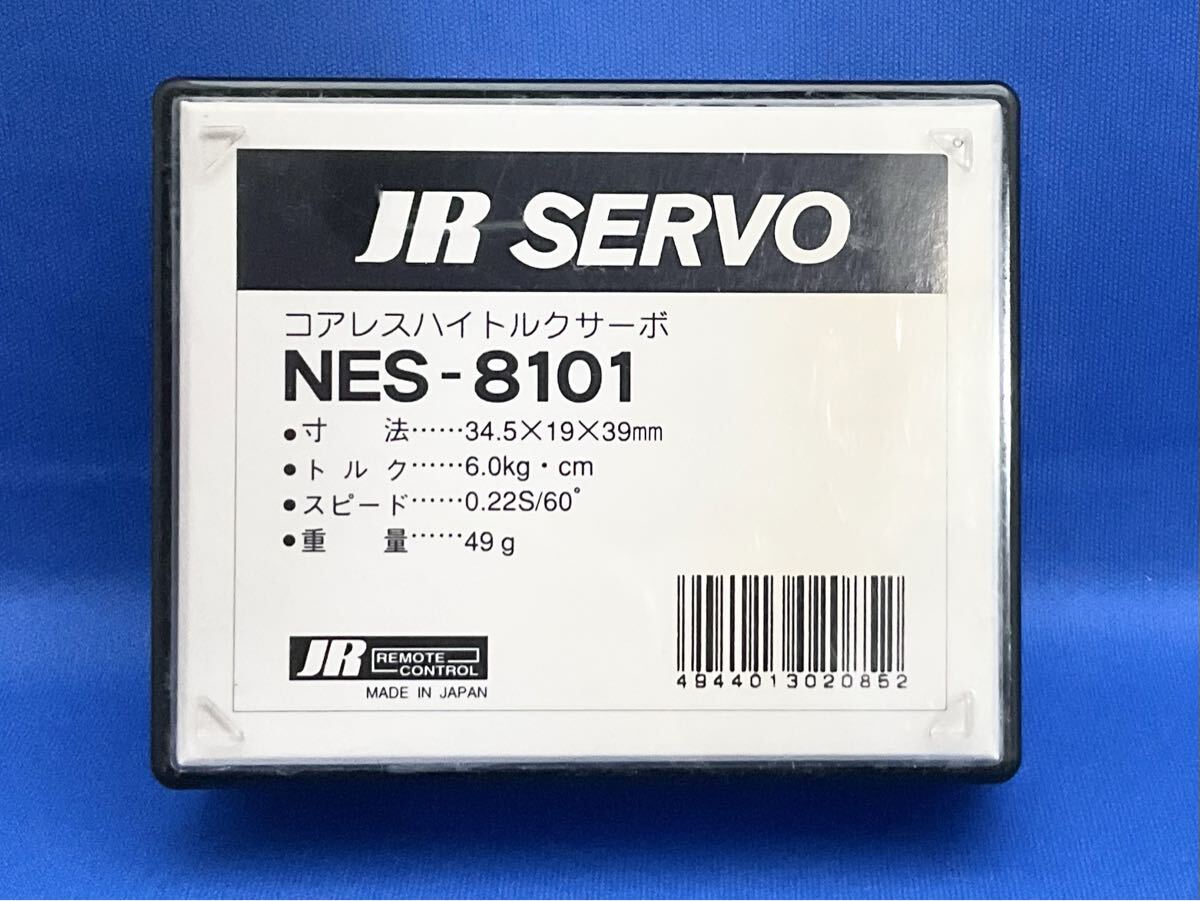 JR SERVO
コアレスハイトルクサーボ
NES-8101
●寸　法……34.5×19×39mm
●トルク……6.0kg・cm
●スピード……0.22S/60°
●重　量……49g
JR REMOTE CONTROL
MADE IN JAPAN
4944013020852